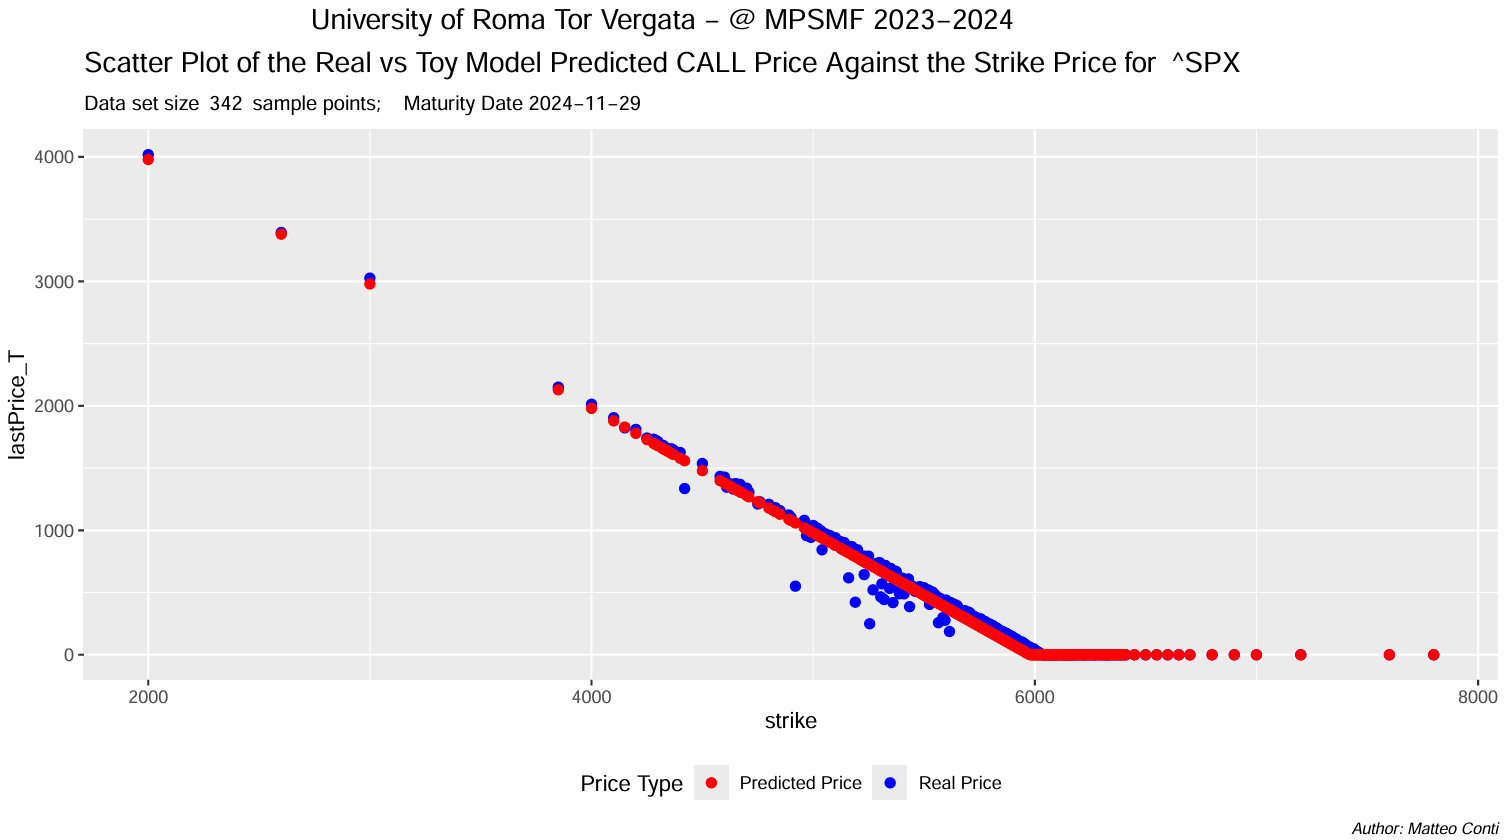 University of Roma Tor Vergata – @ MPSMF 2023–2024
Scatter Plot of the Real vs Toy Model Predicted CALL Price Against the Strike Price for ^SPX
Data set size 342 sample points; Maturity Date 2024–11–29
lastPrice_T
4000
3000
2000
1000
0
2000 4000 6000 8000
strike
Price Type Predicted Price Real Price
Author: Matteo Conti